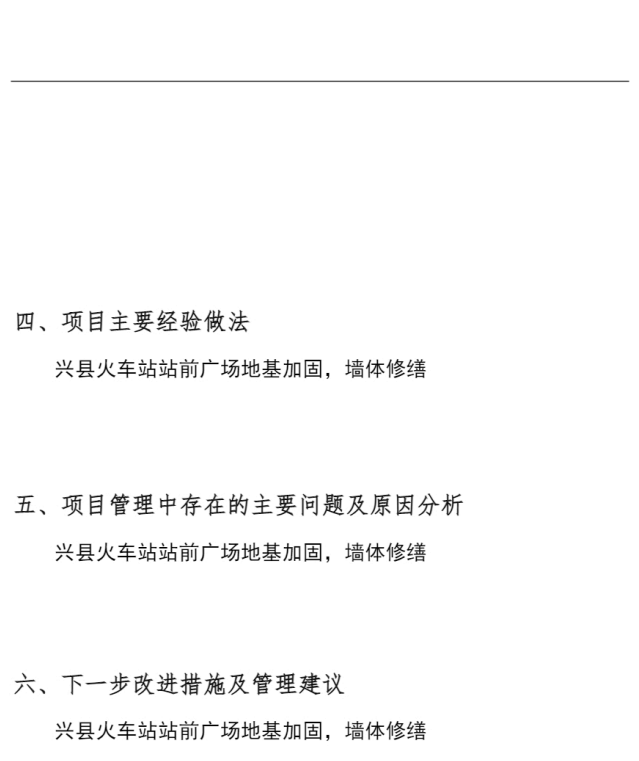 四、项目主要经验做法
兴县火车站站前广场地基加固，墙体修缮
五、项目管理中存在的主要问题及原因分析
兴县火车站站前广场地基加固，墙体修缮
六、下一步改进措施及管理建议
兴县火车站站前广场地基加固，墙体修缮